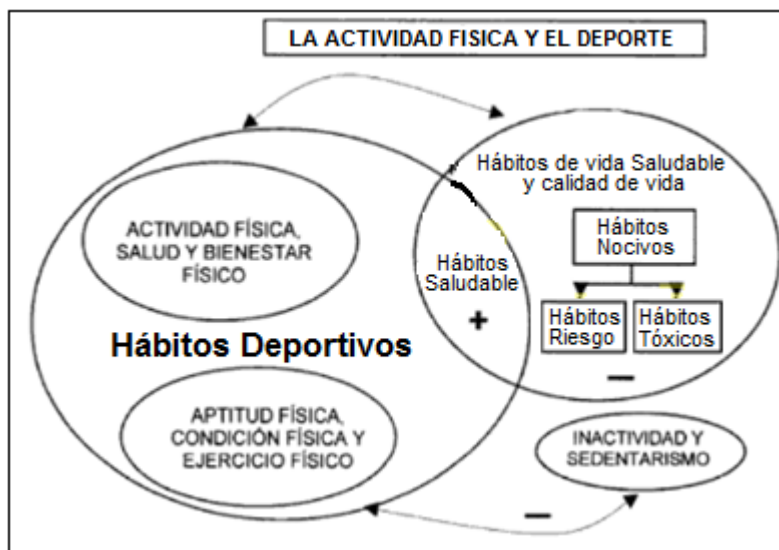 LA ACTIVIDAD FISICA Y EL DEPORTE
Hábitos de vida Saludable
y calidad de vida
ACTIVIDAD FÍSICA,
SALUD Y BIENESTAR
FÍSICO
Hábitos
Nocivos
Hábitos
Saludable
+
Hábitos
Riesgo
Hábitos
Tóxicos
Hábitos Deportivos
–
APTITUD FÍSICA,
CONDICIÓN FÍSICA Y
EJERCICIO FÍSICO
INACTIVIDAD Y
SEDENTARISMO
–